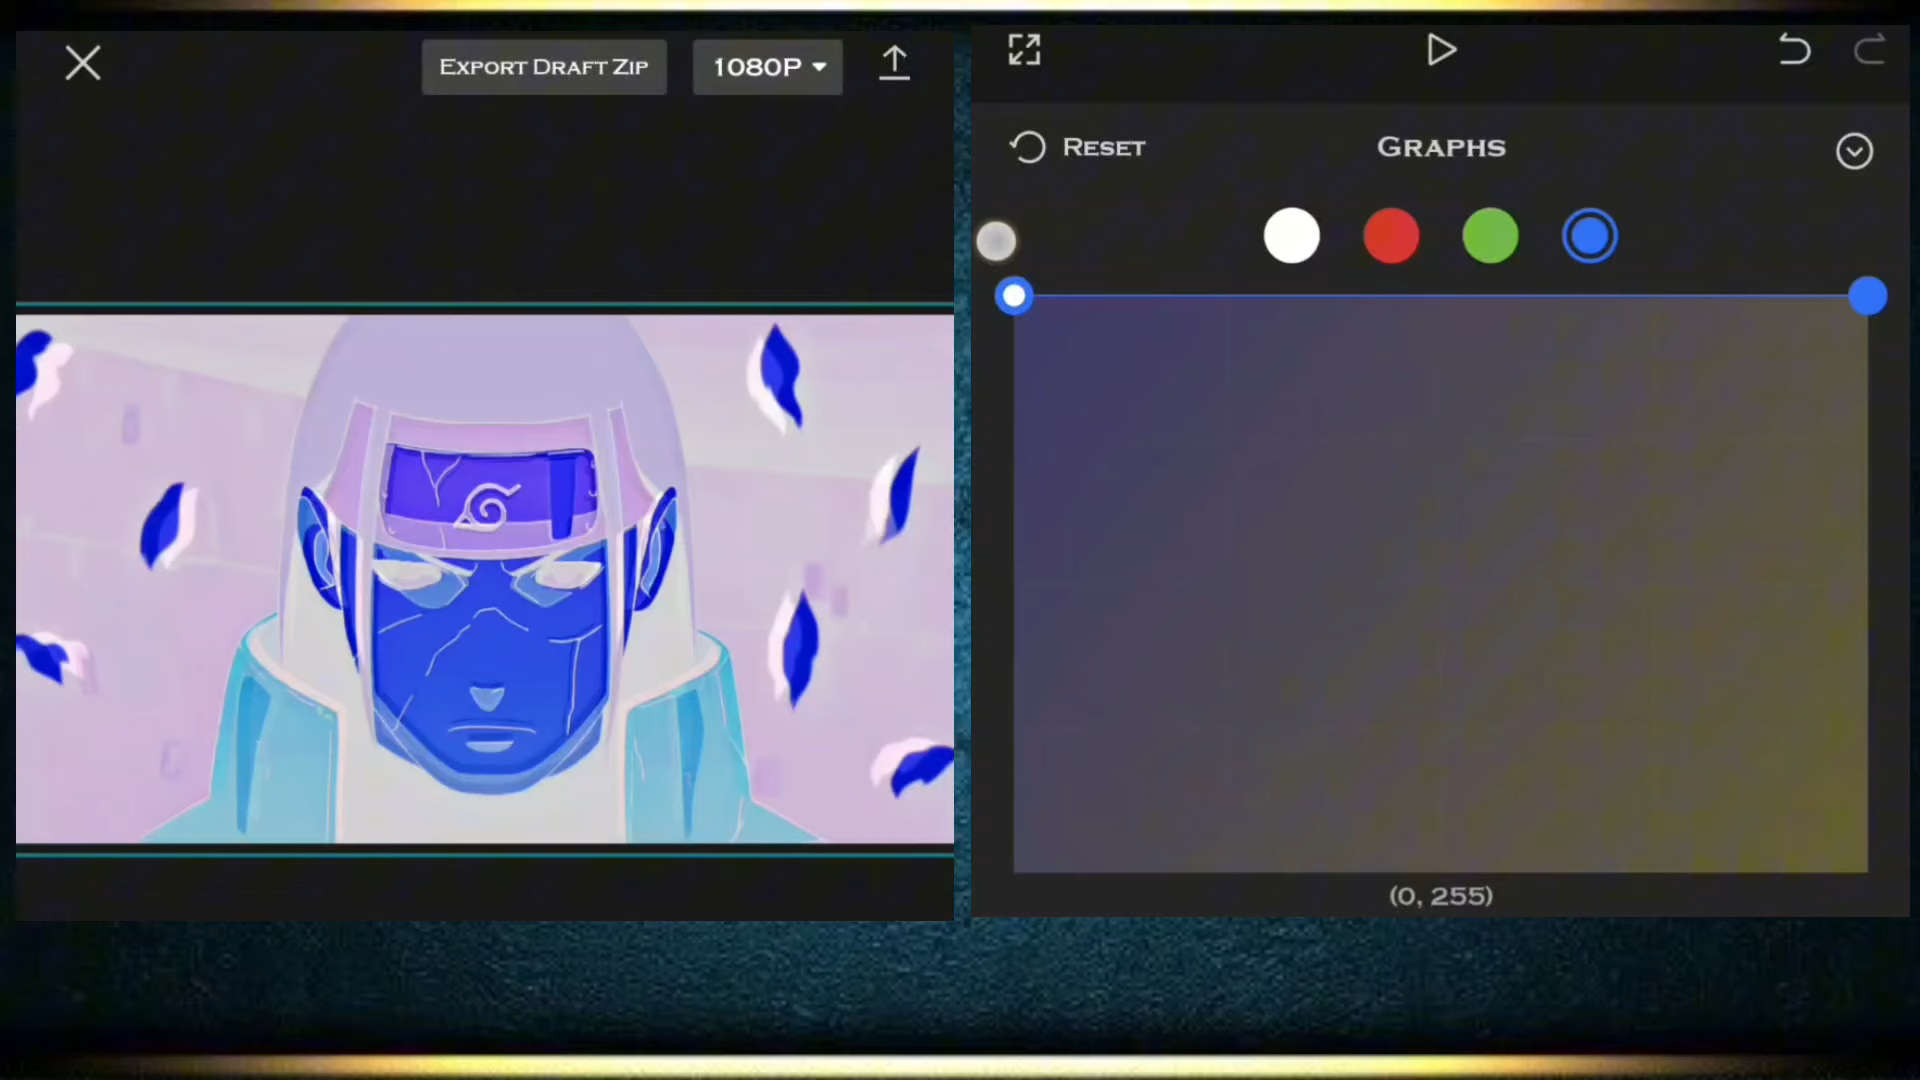 EXPORT DRAFT ZIP
1080P
RESET
GRAPHS
(0, 255)